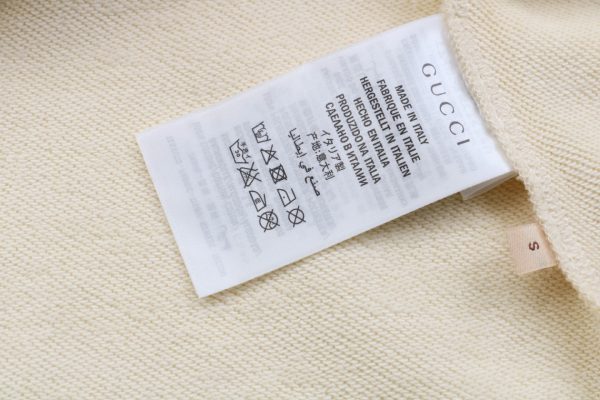 GUCCI
MADE IN ITALY
FABRIQUE EN ITALIE
HERGESTELLT IN ITALIEN
HECHO EN ITALIA
PRODUZIDO NA ITALIA
СДЕЛАНО В ИТАЛИИ
产地:意大利
イタリア製
صنع في إيطاليا
S